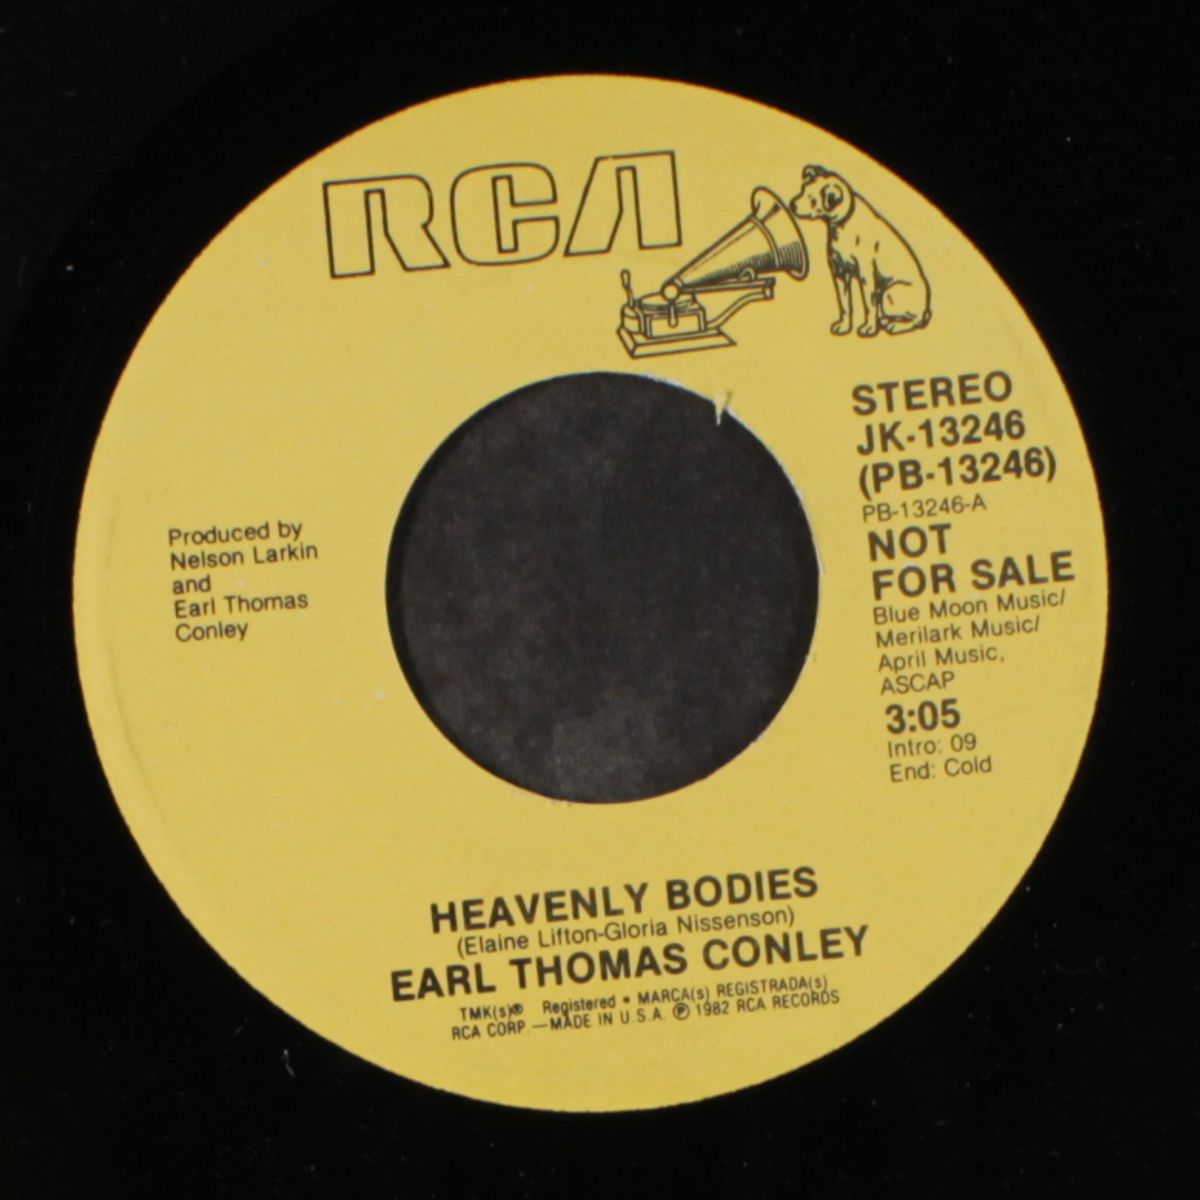 RCA
STEREO
JK-13246
(PB-13246)
PB-13246-A
NOT
FOR SALE
Blue Moon Music/
Merilark Music/
April Music,
ASCAP
3:05
Intro: 09
End: Cold
Produced by
Nelson Larkin
and
Earl Thomas
Conley
HEAVENLY BODIES
(Elaine Lifton-Gloria Nissenson)
EARL THOMAS CONLEY
TMK(s)® Registered • MARCA(s) REGISTRADA(s)
RCA CORP.—MADE IN U.S.A. ℗ 1982 RCA RECORDS